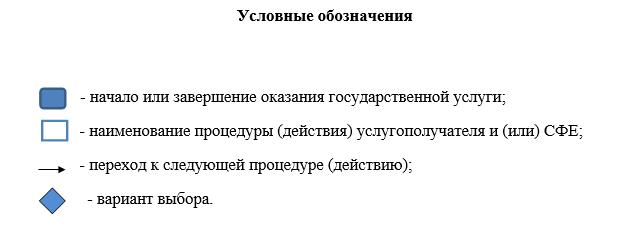 Условные обозначения
- начало или завершение оказания государственной услуги;
- наименование процедуры (действия) услугополучателя и (или) СФЕ;
- переход к следующей процедуре (действию);
- вариант выбора.